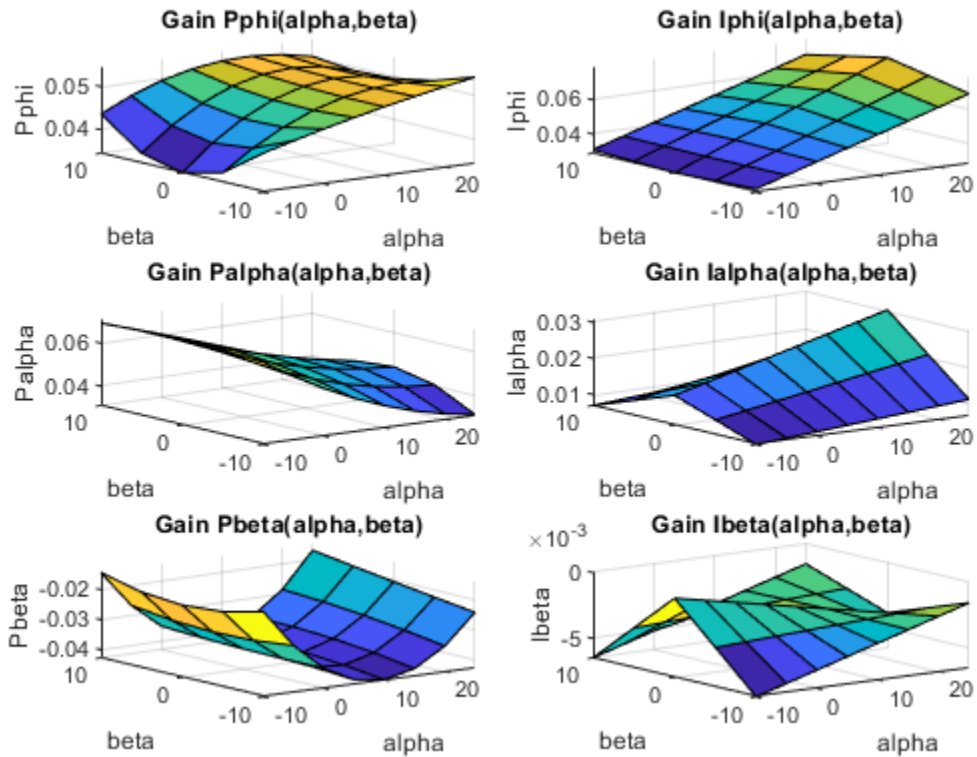 Gain Pphi(alpha,beta)
Pphi
0.05
0.04
10
0
-10
beta
-10
0
10
20
alpha
Gain Iphi(alpha,beta)
Iphi
0.06
0.04
10
0
-10
beta
-10
0
10
20
alpha
Gain Palpha(alpha,beta)
Palpha
0.06
0.04
10
0
-10
beta
-10
0
10
20
alpha
Gain Ialpha(alpha,beta)
Ialpha
0.03
0.02
0.01
10
0
-10
beta
-10
0
10
20
alpha
Gain Pbeta(alpha,beta)
Pbeta
-0.02
-0.03
-0.04
10
0
-10
beta
-10
0
10
20
alpha
Gain Ibeta(alpha,beta)
×10⁻³
Ibeta
0
-5
10
0
-10
beta
-10
0
10
20
alpha